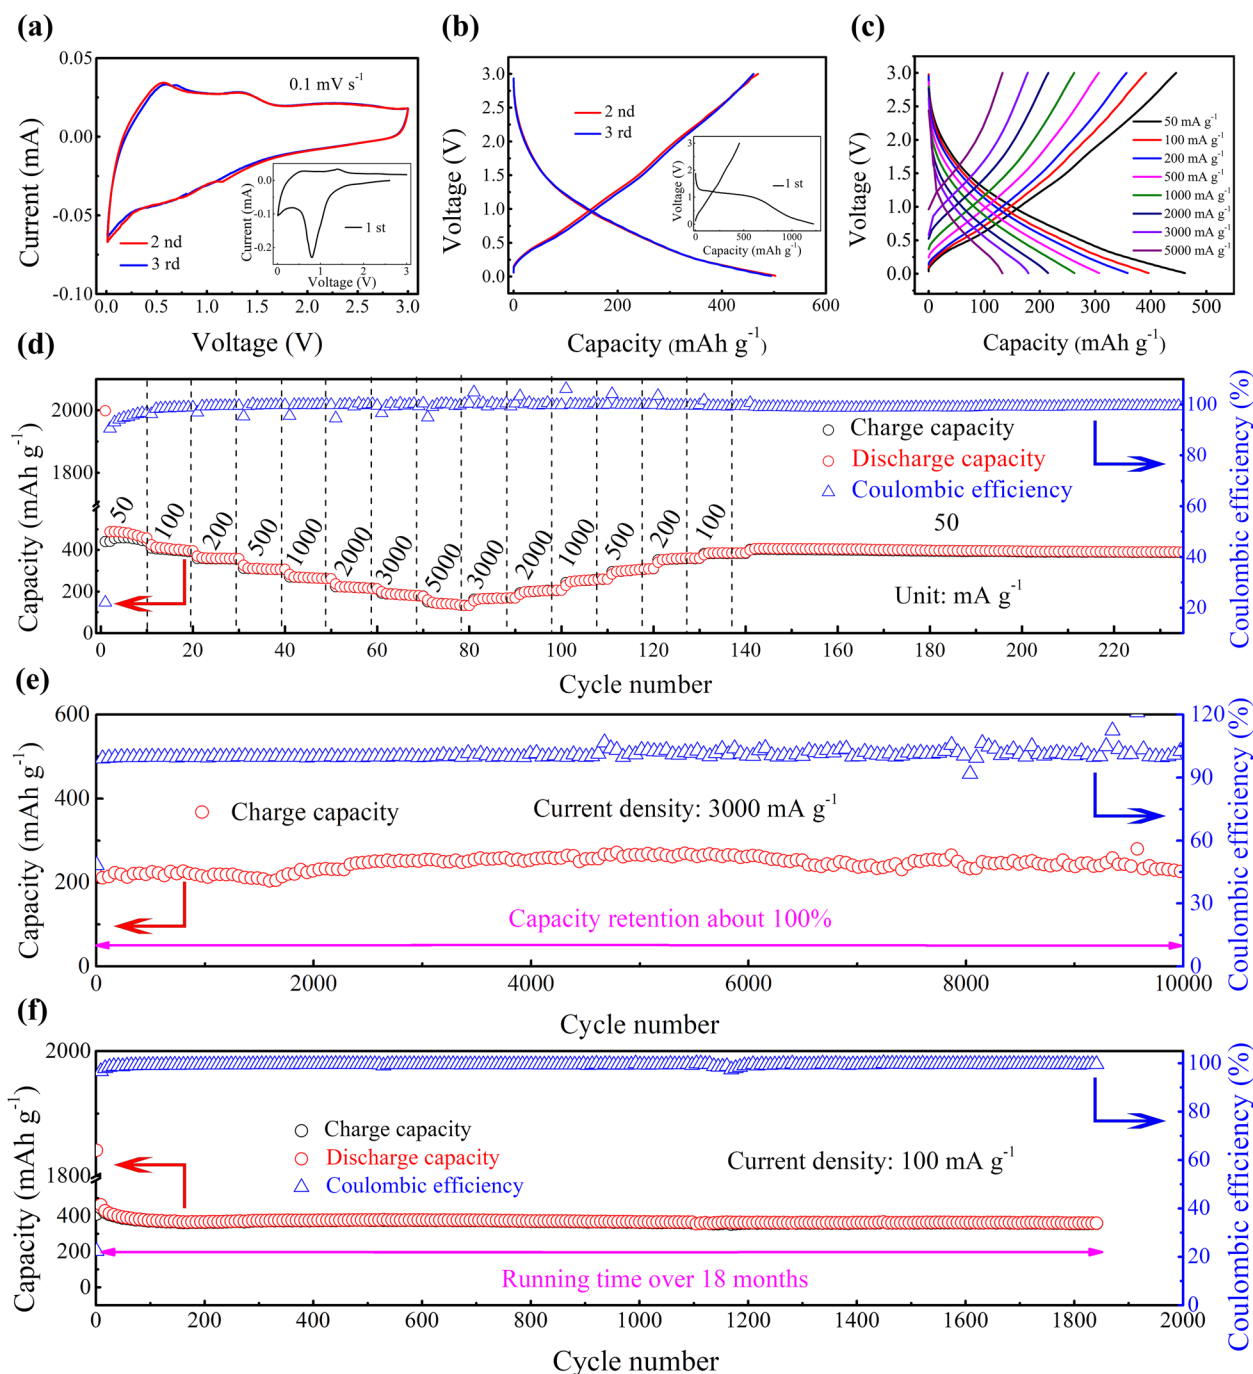 (a)
0.05
0.00
-0.05
-0.10
Current (mA)
0.1 mV s-1
2 nd
3 rd
0.0
0.5
1.0
1.5
2.0
2.5
3.0
Voltage (V)
0.0
-0.1
-0.2
Current (mA)
1 st
0
1
2
3
Voltage (V)
(b)
3.0
2.5
2.0
1.5
1.0
0.5
0.0
Voltage (V)
2 nd
3 rd
0
200
400
600
Capacity (mAh g-1)
3
2
1
0
Voltage (V)
1 st
0
500
1000
Capacity (mAh g-1)
(c)
3.0
2.5
2.0
1.5
1.0
0.5
0.0
Voltage (V)
50 mA g-1
100 mA g-1
200 mA g-1
500 mA g-1
1000 mA g-1
2000 mA g-1
3000 mA g-1
5000 mA g-1
0
100
200
300
400
500
Capacity (mAh g-1)
(d)
2000
1800
400
200
0
Capacity (mAh g-1)
50
100
200
500
1000
2000
3000
5000
3000
2000
1000
500
200
100
50
Charge capacity
Discharge capacity
Coulombic efficiency
Unit: mA g-1
100
80
60
40
20
Coulombic efficiency (%)
0
20
40
60
80
100
120
140
160
180
200
220
Cycle number
(e)
600
400
200
0
Capacity (mAh g-1)
Charge capacity
Current density: 3000 mA g-1
Capacity retention about 100%
120
90
60
30
0
Coulombic efficiency (%)
0
2000
4000
6000
8000
10000
Cycle number
(f)
2000
1800
400
200
0
Capacity (mAh g-1)
Charge capacity
Discharge capacity
Coulombic efficiency
Current density: 100 mA g-1
Running time over 18 months
100
80
60
40
20
0
Coulombic efficiency (%)
0
200
400
600
800
1000
1200
1400
1600
1800
2000
Cycle number